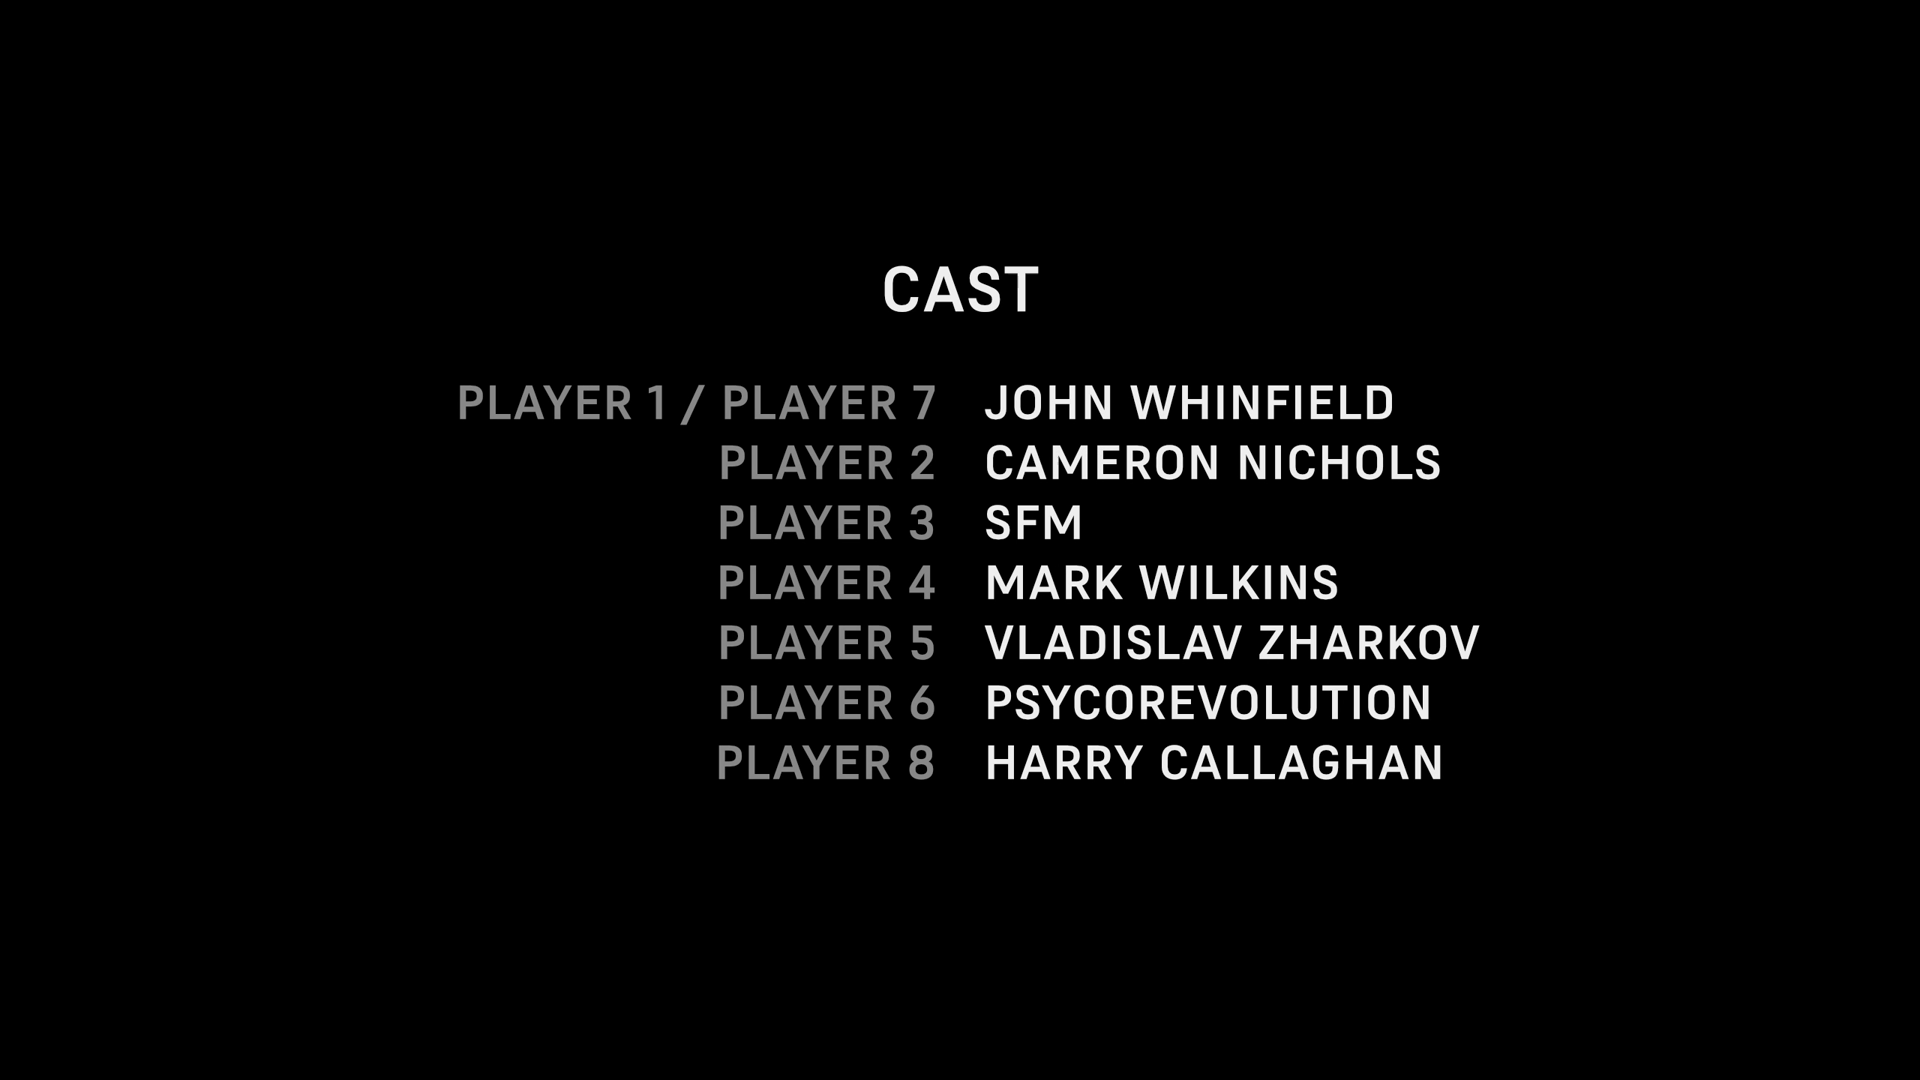 CAST
PLAYER 1 / PLAYER 7 JOHN WHINFIELD
PLAYER 2 CAMERON NICHOLS
PLAYER 3 SFM
PLAYER 4 MARK WILKINS
PLAYER 5 VLADISLAV ZHARKOV
PLAYER 6 PSYCOREVOLUTION
PLAYER 8 HARRY CALLAGHAN